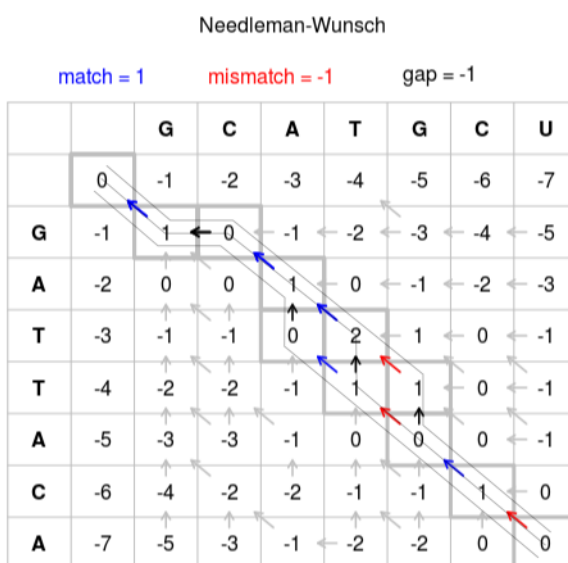 Needleman-Wunsch
match = 1 mismatch = -1 gap = -1
G C A T G C U
0 -1 -2 -3 -4 -5 -6 -7
G -1 1 0 -1 -2 -3 -4 -5
A -2 0 0 1 0 -1 -2 -3
T -3 -1 -1 0 2 1 0 -1
T -4 -2 -2 -1 1 1 0 -1
A -5 -3 -3 -1 0 0 0 -1
C -6 -4 -2 -2 -1 -1 1 0
A -7 -5 -3 -1 -2 -2 0 0